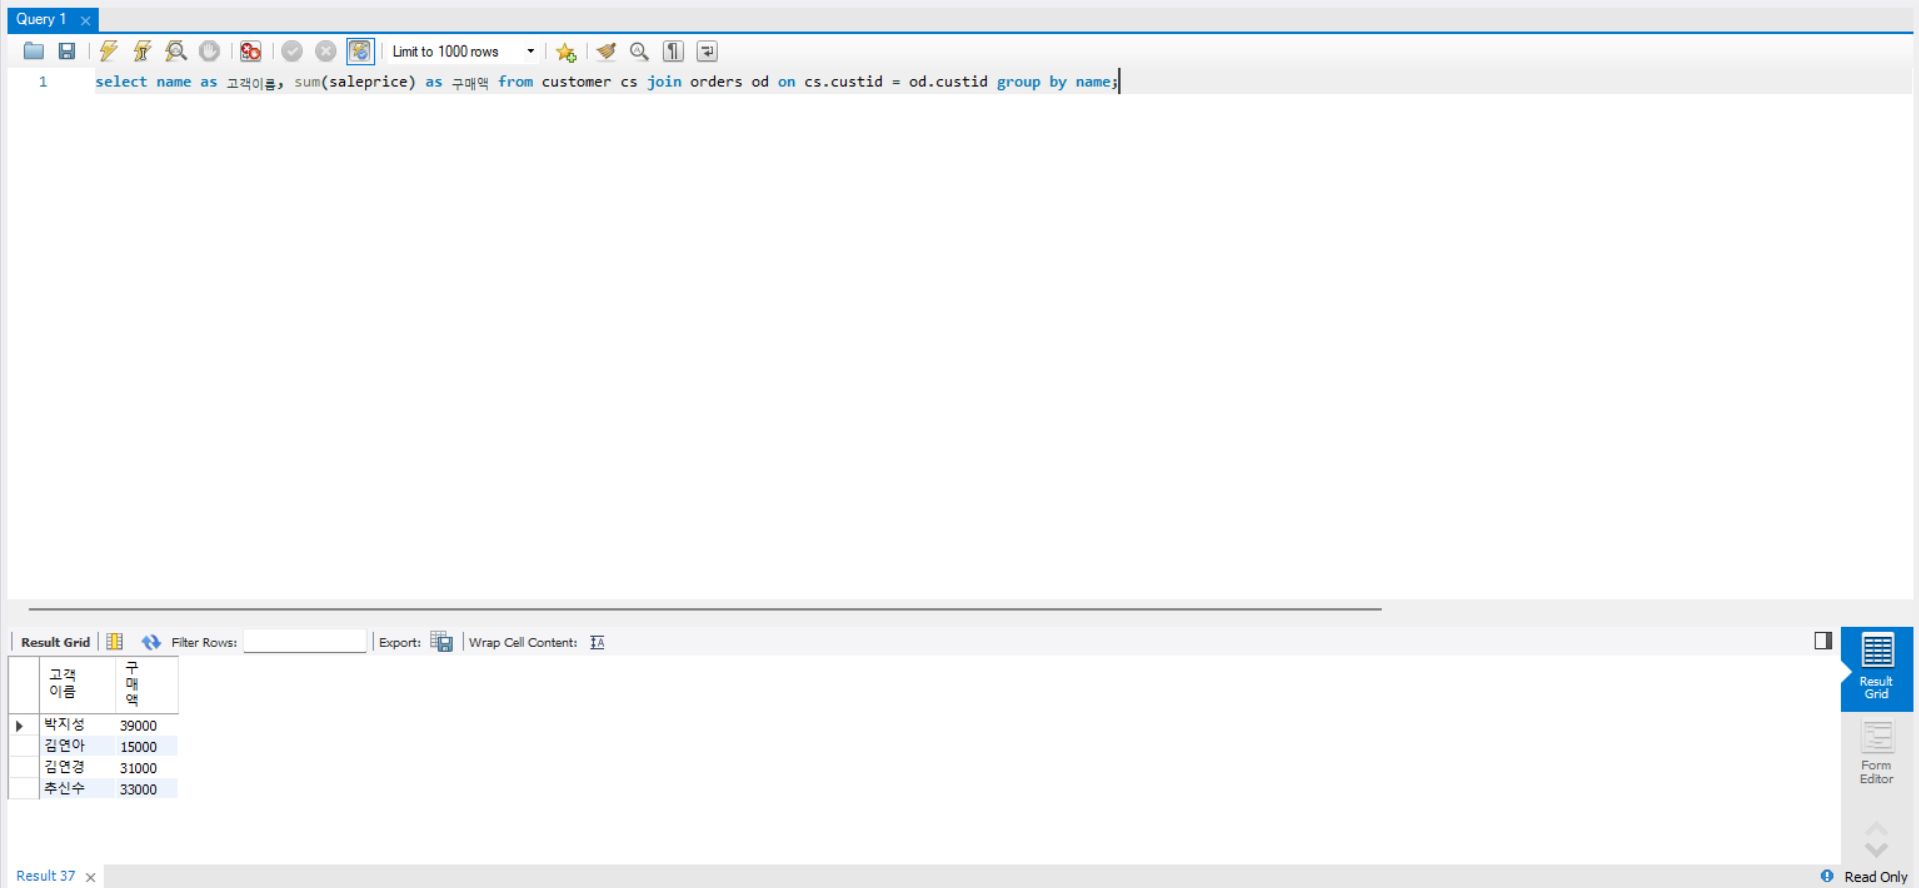 Query 1
Limit to 1000 rows
1 select name as 고객이름, sum(saleprice) as 구매액 from customer cs join orders od on cs.custid = od.custid group by name;
Result Grid Filter Rows: Export: Wrap Cell Content:
고객
이름
구
매
액
박지성 39000
김연아 15000
김연경 31000
추신수 33000
Result
Grid
Form
Editor
Result 37
Read Only